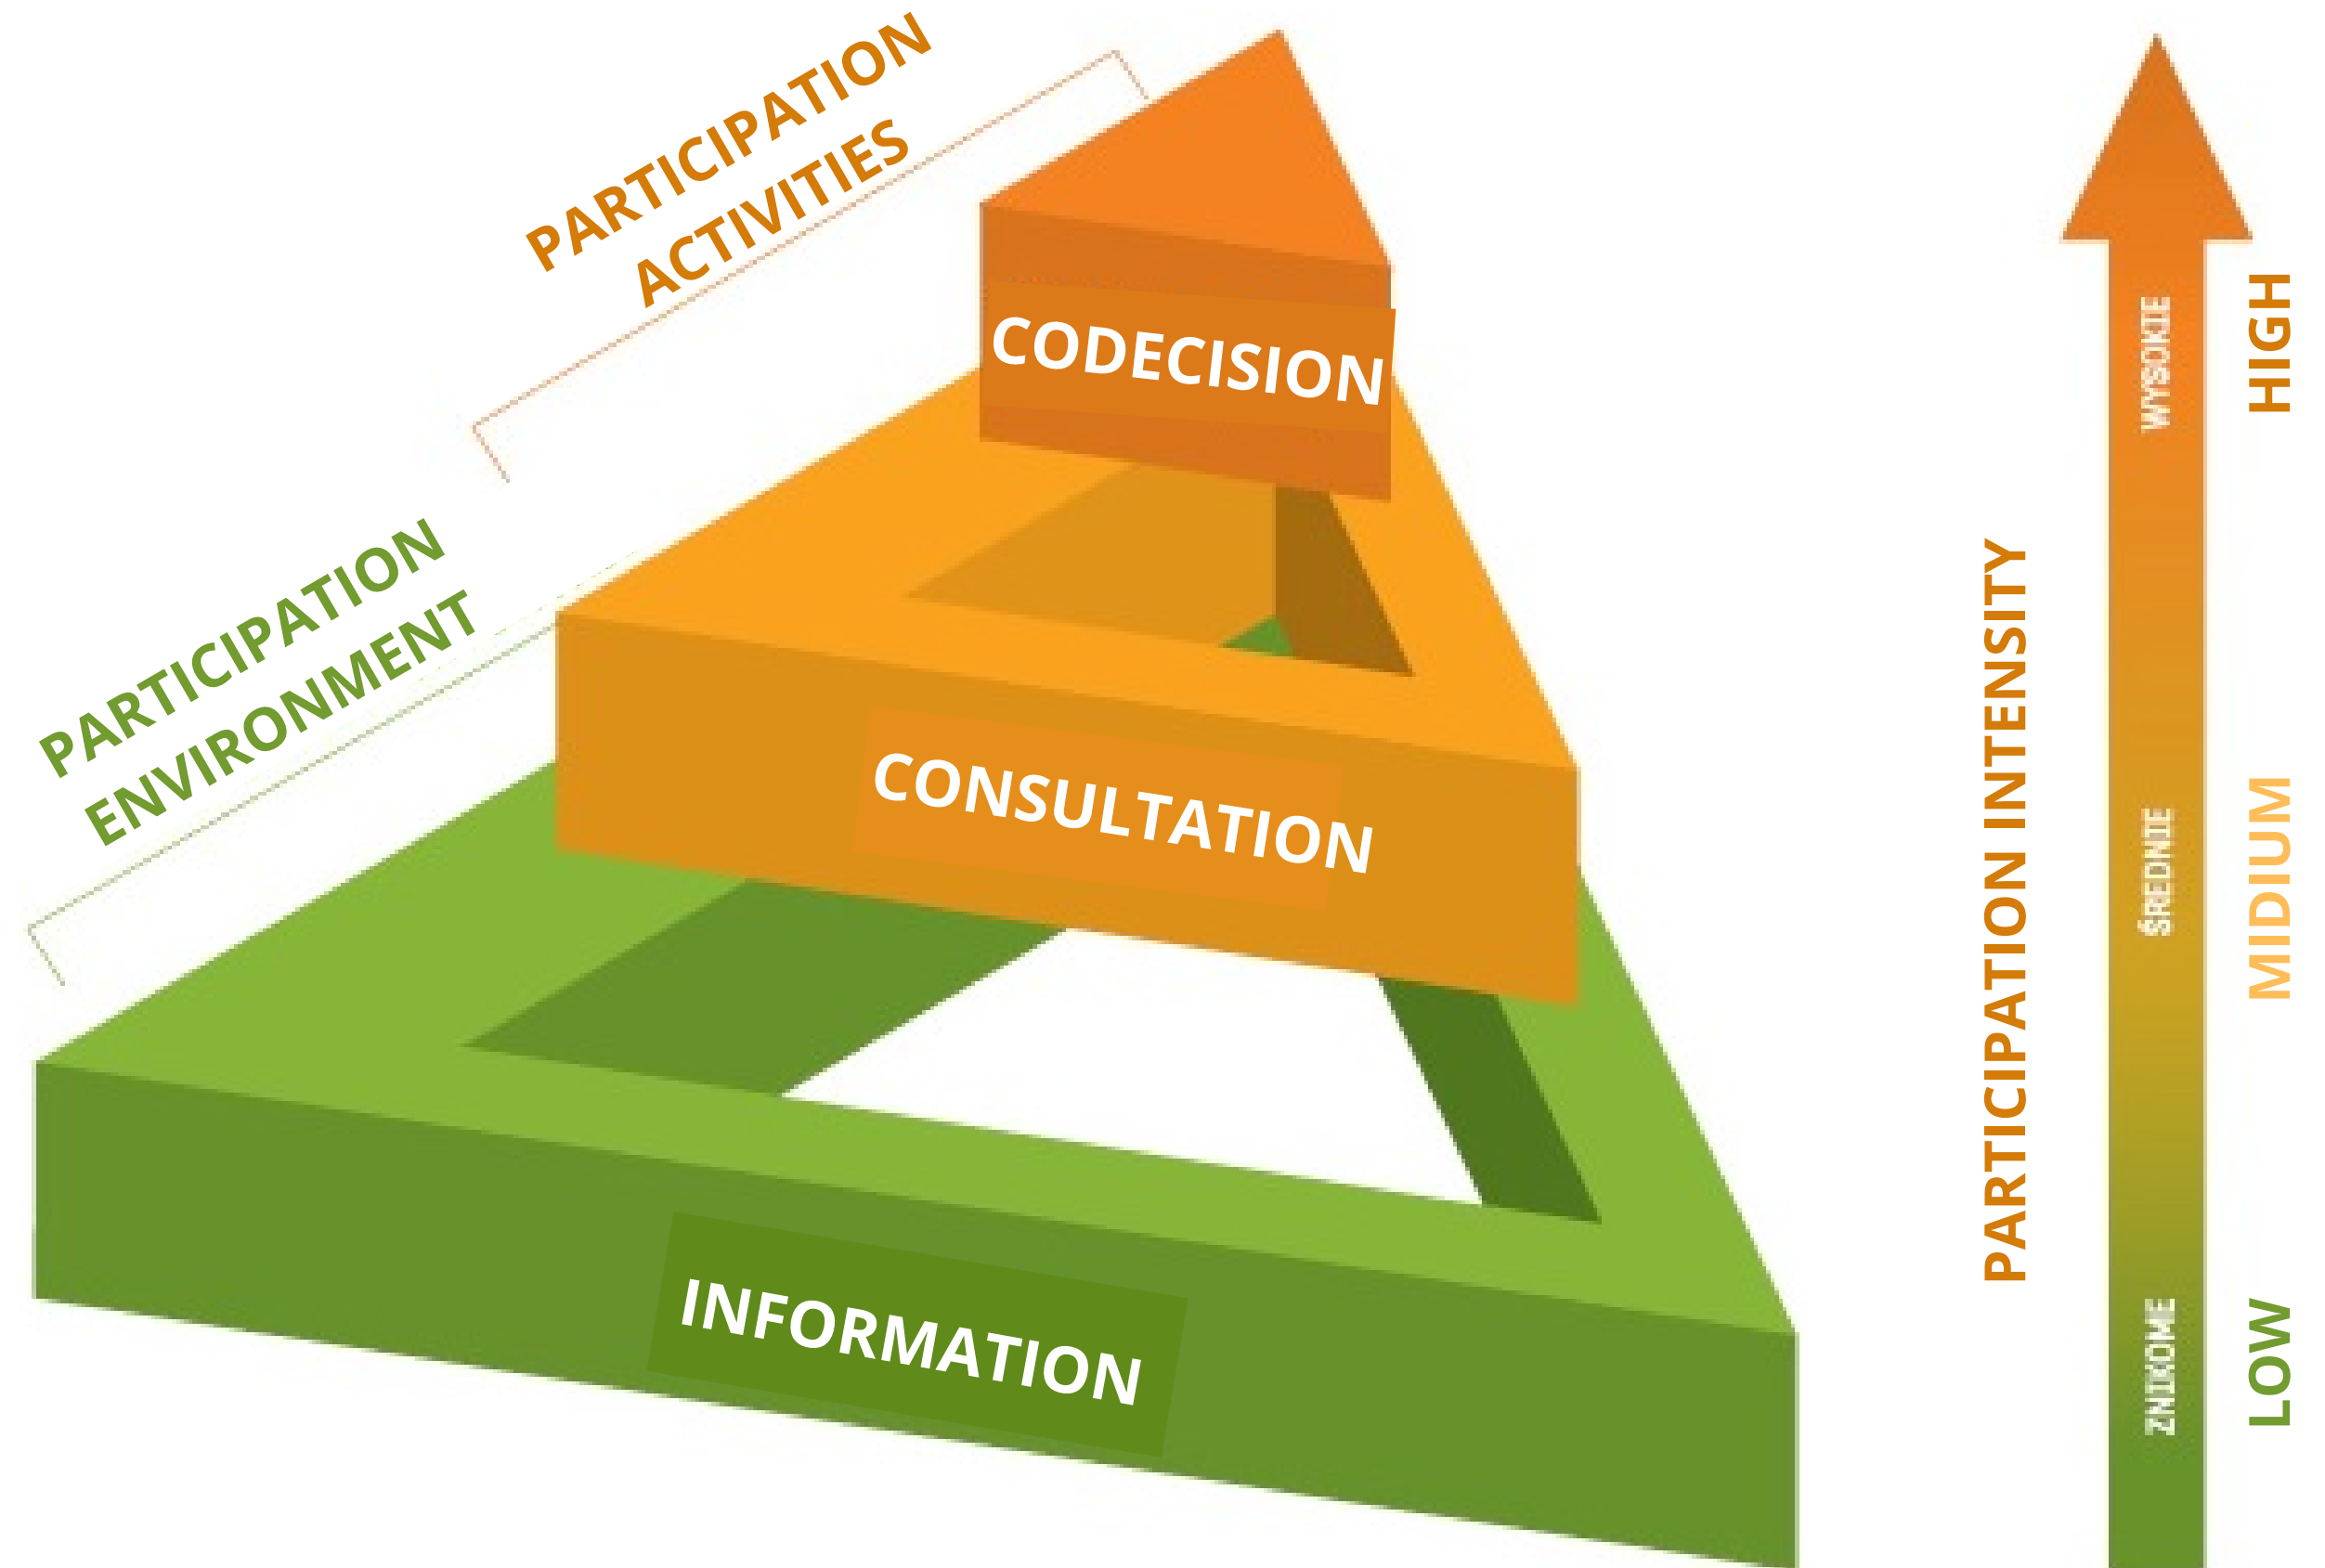 PARTICIPATION
ACTIVITIES
CODECISION
PARTICIPATION
ENVIRONMENT
CONSULTATION
INFORMATION
PARTICIPATION INTENSITY
WYSOKIE
ŚREDNIE
ZNIKOME
HIGH
MIDIUM
LOW